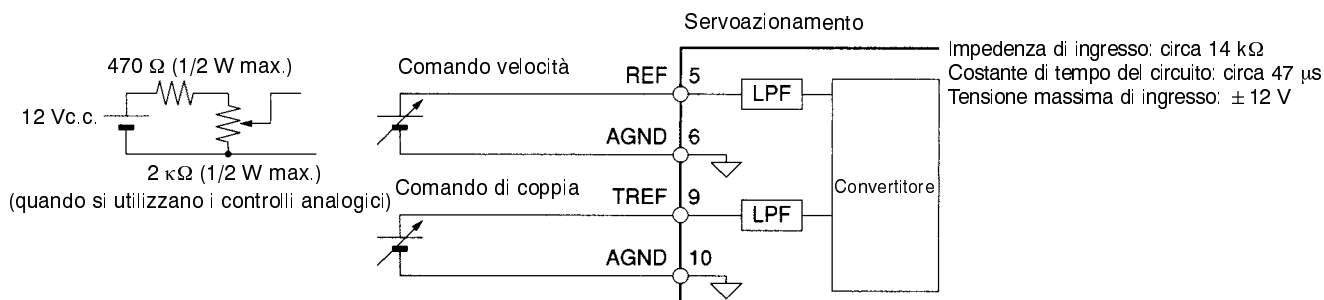 Servoazionamento
Impedenza di ingresso: circa 14 kΩ
Costante di tempo del circuito: circa 47 µs
Tensione massima di ingresso: ± 12 V
470 Ω (1/2 W max.)
12 Vc.c.
2 κΩ (1/2 W max.)
(quando si utilizzano i controlli analogici)
Comando velocità
REF 5
LPF
AGND 6
Comando di coppia
TREF 9
LPF
AGND 10
Convertitore